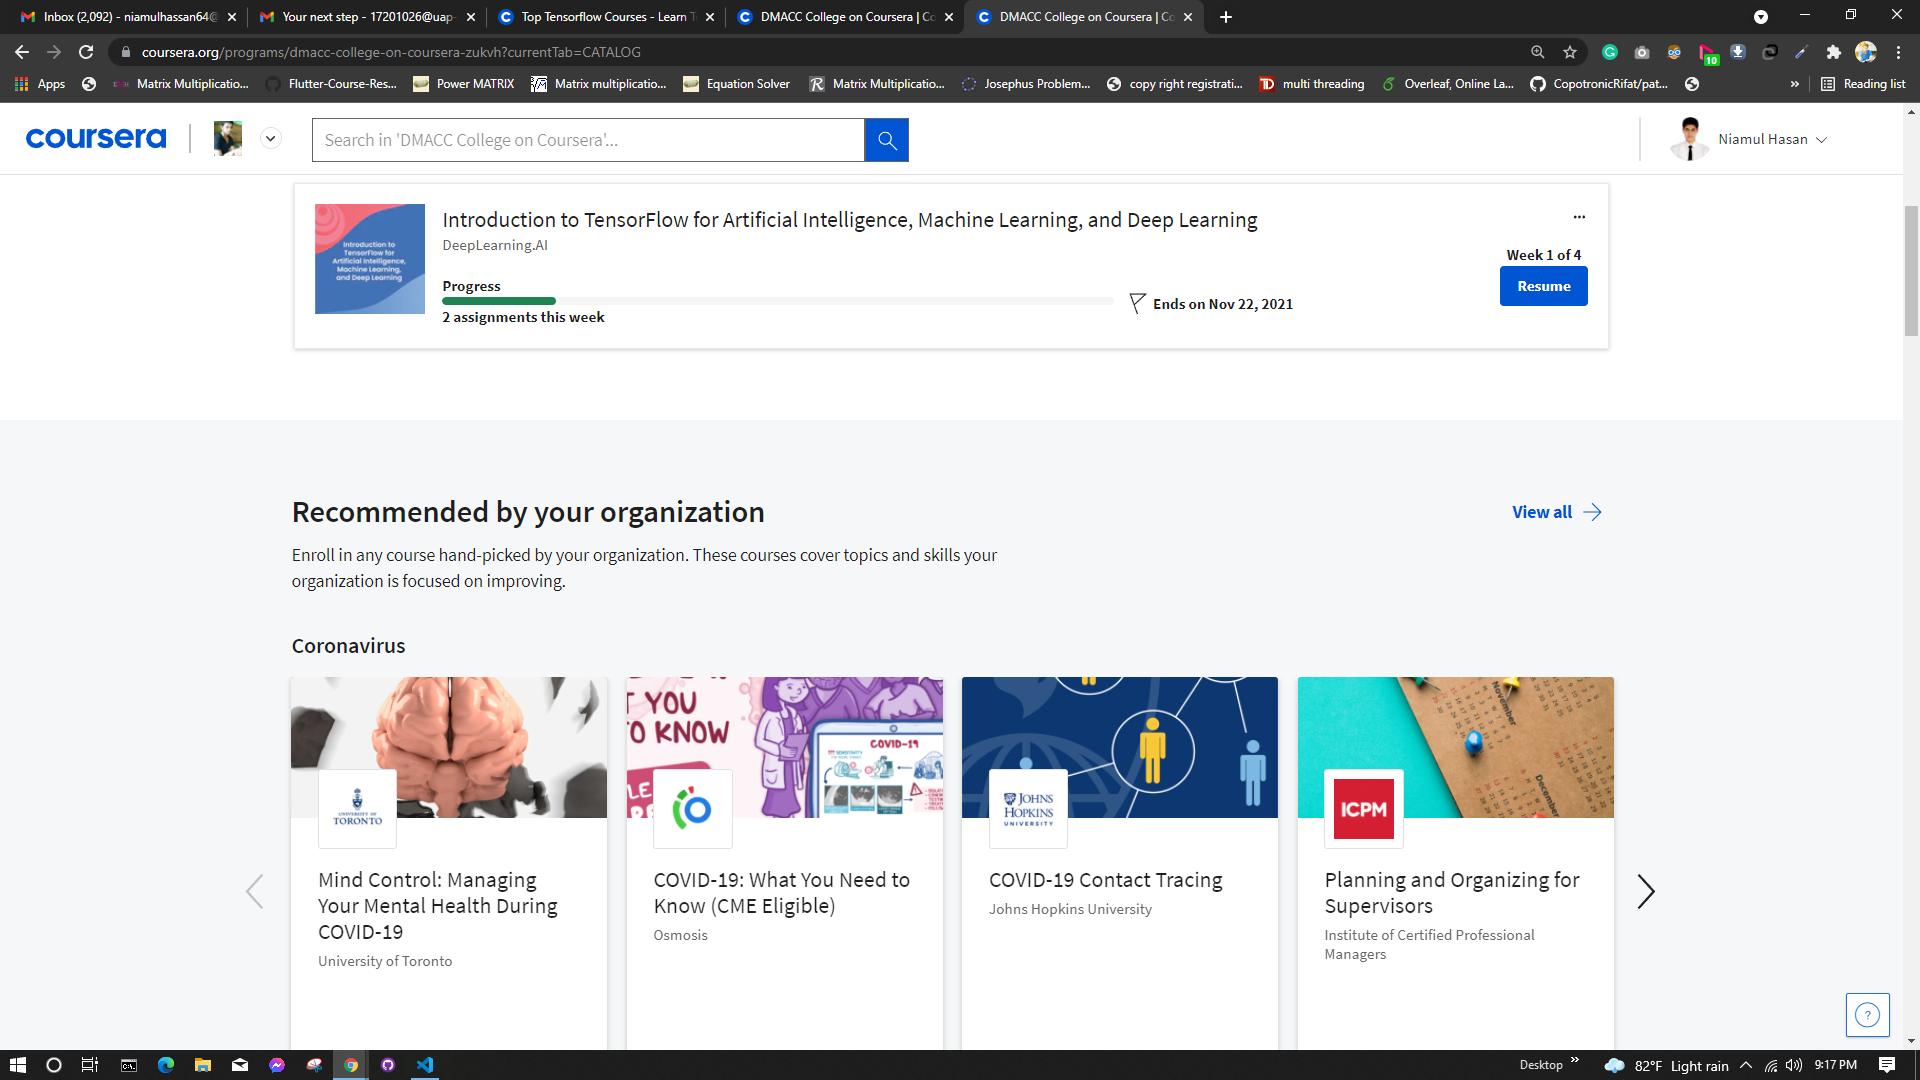 Inbox (2,092) - niamulhassan64@
Your next step - 17201026@uap-
Top Tensorflow Courses - Learn T
DMACC College on Coursera | Co
DMACC College on Coursera | Co
coursera.org/programs/dmacc-college-on-coursera-zukvh?currentTab=CATALOG
10
Apps
Matrix Multiplicatio...
Flutter-Course-Res...
Power MATRIX
Matrix multiplicatio...
Equation Solver
Matrix Multiplicatio...
Josephus Problem...
copy right registrati...
multi threading
Overleaf, Online La...
CopotronicRifat/pat...
Reading list
coursera
Search in 'DMACC College on Coursera'...
Niamul Hasan
Introduction to
TensorFlow for
Artificial Intelligence,
Machine Learning,
and Deep Learning
Introduction to TensorFlow for Artificial Intelligence, Machine Learning, and Deep Learning
DeepLearning.AI
Week 1 of 4
Progress
Resume
Ends on Nov 22, 2021
2 assignments this week
Recommended by your organization
View all
Enroll in any course hand-picked by your organization. These courses cover topics and skills your
organization is focused on improving.
Coronavirus
UNIVERSITY OF
TORONTO
Mind Control: Managing
Your Mental Health During
COVID-19
University of Toronto
YOU
O KNOW
COVID-19
COVID-19: What You Need to
Know (CME Eligible)
Osmosis
JOHNS
HOPKINS
UNIVERSITY
COVID-19 Contact Tracing
Johns Hopkins University
November
December
ICPM
Planning and Organizing for
Supervisors
Institute of Certified Professional
Managers
Desktop
82°F Light rain
9:17 PM